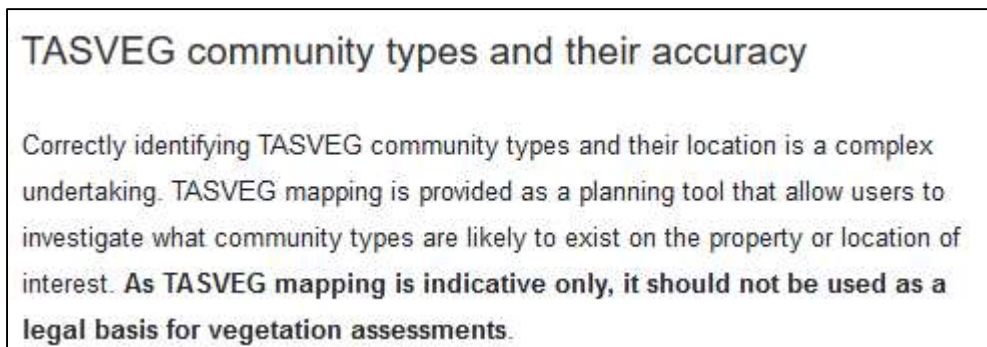 TASVEG community types and their accuracy
Correctly identifying TASVEG community types and their location is a complex
undertaking. TASVEG mapping is provided as a planning tool that allow users to
investigate what community types are likely to exist on the property or location of
interest. As TASVEG mapping is indicative only, it should not be used as a
legal basis for vegetation assessments.